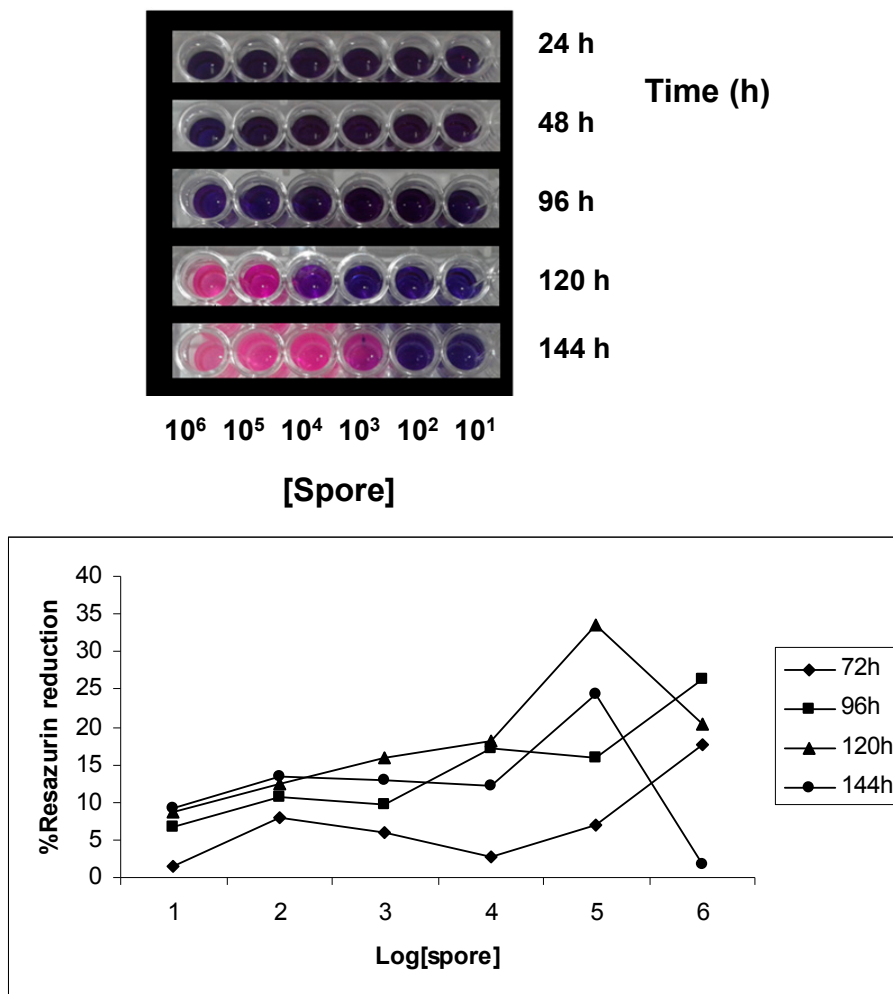 24 h
Time (h)
48 h
96 h
120 h
144 h
10⁶ 10⁵ 10⁴ 10³ 10² 10¹
[Spore]
40
35
30
25
20
15
10
5
0
%Resazurin reduction
1 2 3 4 5 6
Log[spore]
72h
96h
120h
144h